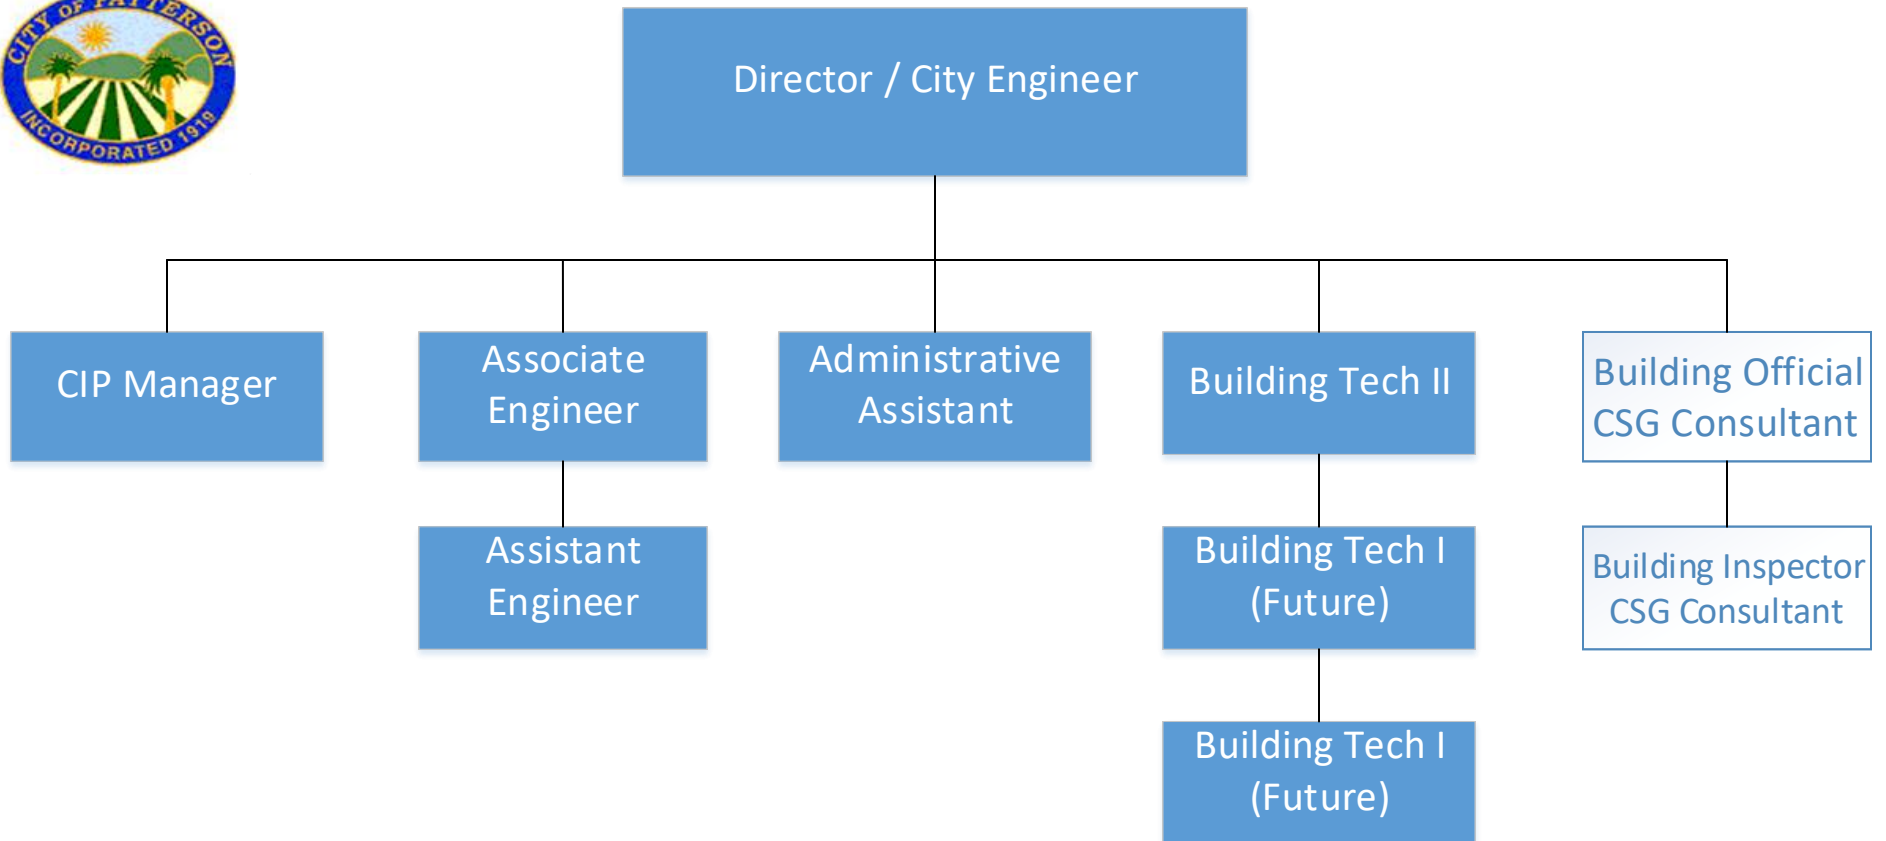 CITY OF PATTERSON
INCORPORATED 1919
Director / City Engineer
CIP Manager
Associate
Engineer
Administrative
Assistant
Building Tech II
Building Official
CSG Consultant
Assistant
Engineer
Building Tech I
(Future)
Building Inspector
CSG Consultant
Building Tech I
(Future)